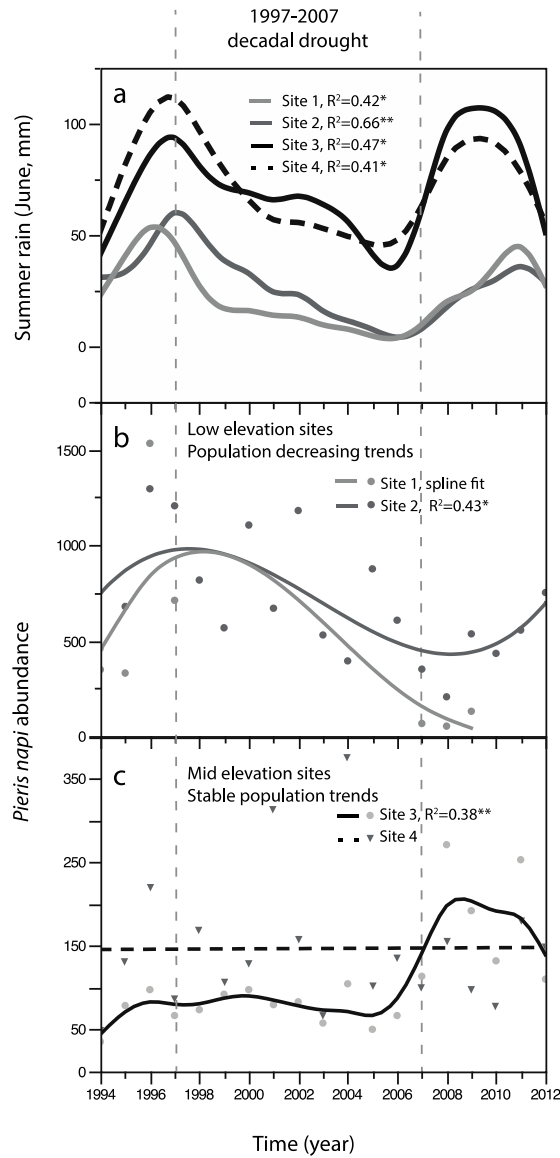 1997-2007
decadal drought
a
Site 1, R²=0.42*
Site 2, R²=0.66**
Site 3, R²=0.47*
Site 4, R²=0.41*
Summer rain (June, mm)
100
50
0
0
b
Low elevation sites
Population decreasing trends
Site 1, spline fit
Site 2, R²=0.43*
1500
1000
500
0
Pieris napi abundance
c
Mid elevation sites
Stable population trends
Site 3, R²=0.38**
Site 4
350
250
150
50
0
1994 1996 1998 2000 2002 2004 2006 2008 2010 2012
Time (year)